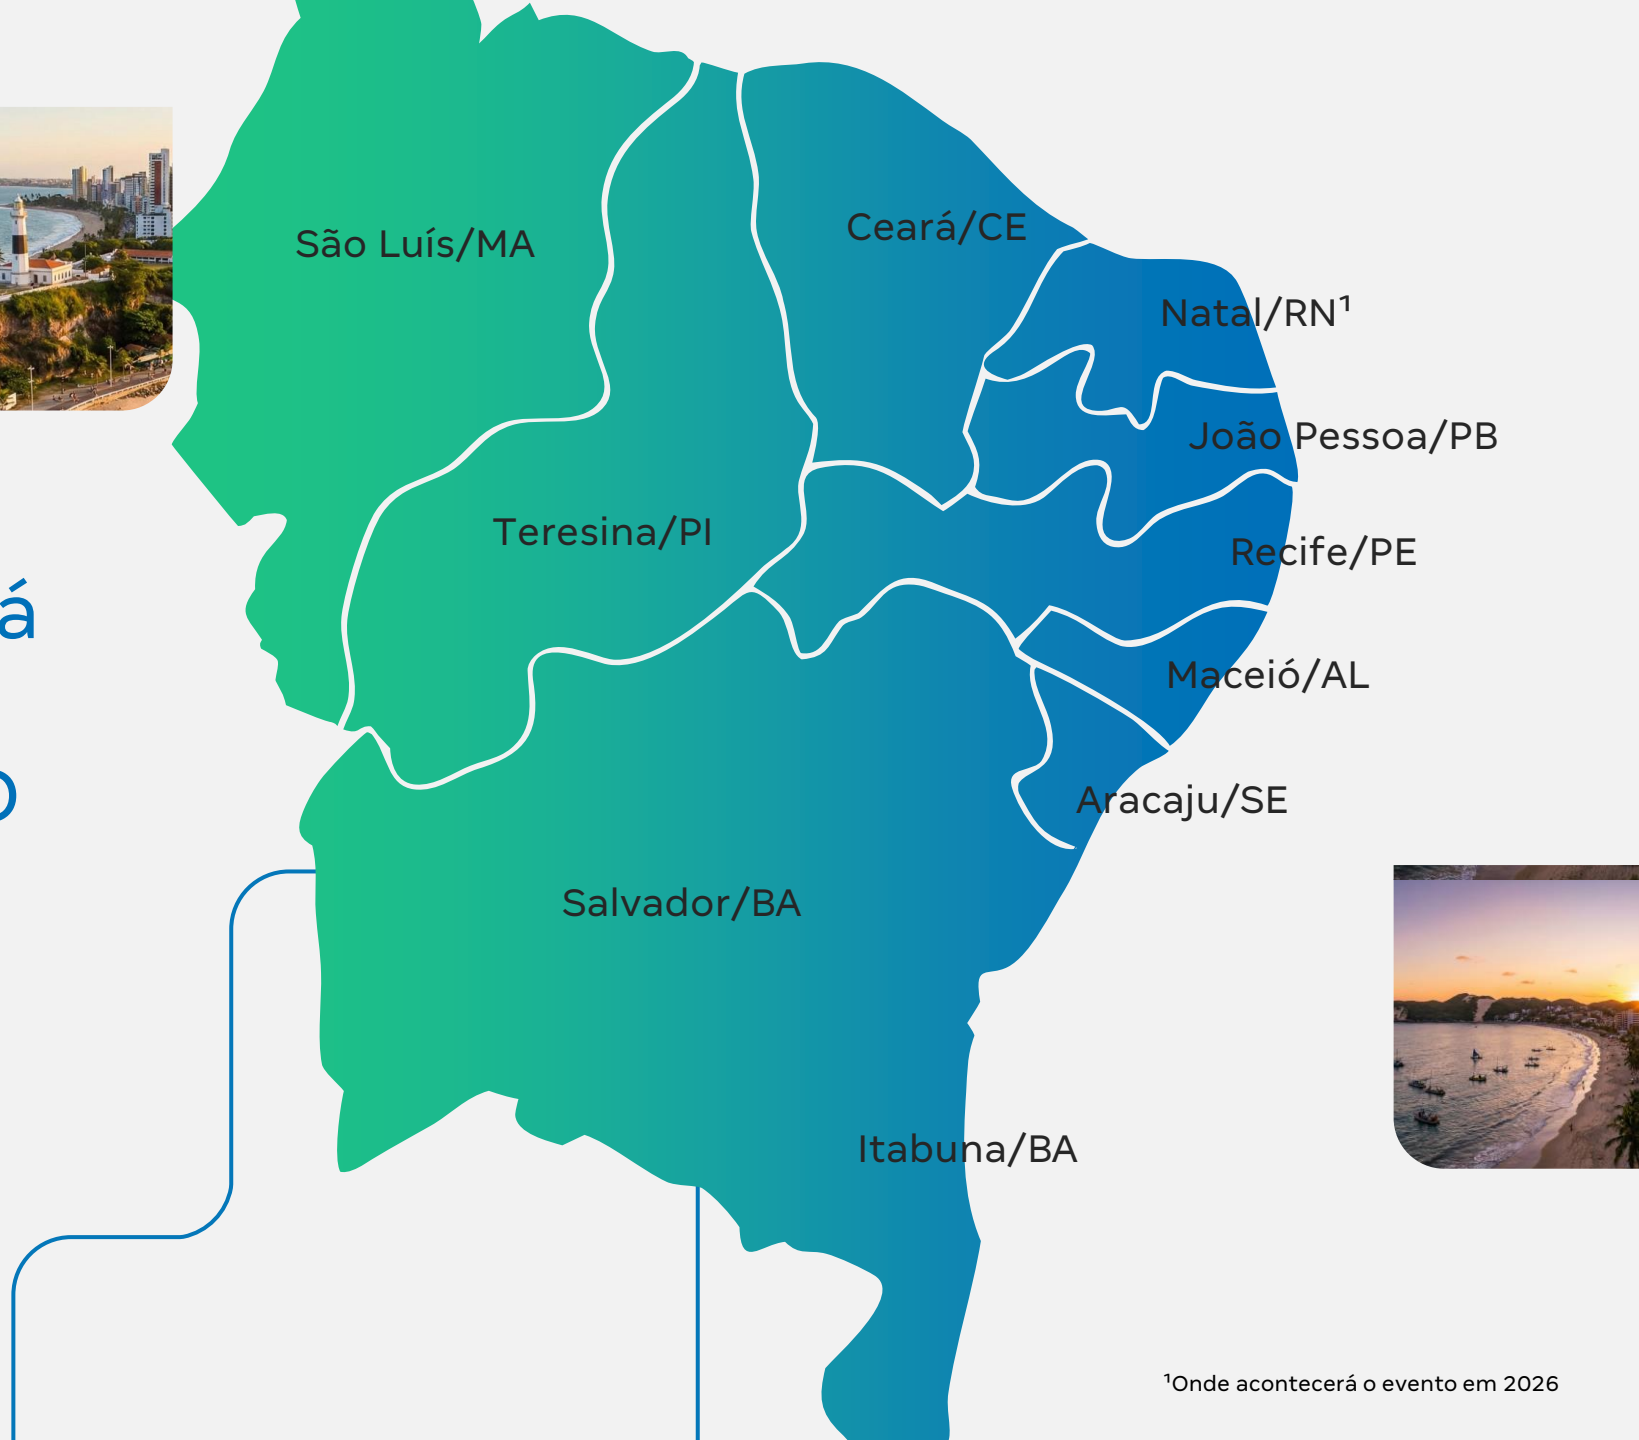 Ceará/CE
São Luís/MA
Natal/RN¹
João Pessoa/PB
Teresina/PI
Recife/PE
á
Maceió/AL
o
Aracaju/SE
Salvador/BA
Itabuna/BA
¹Onde acontecerá o evento em 2026